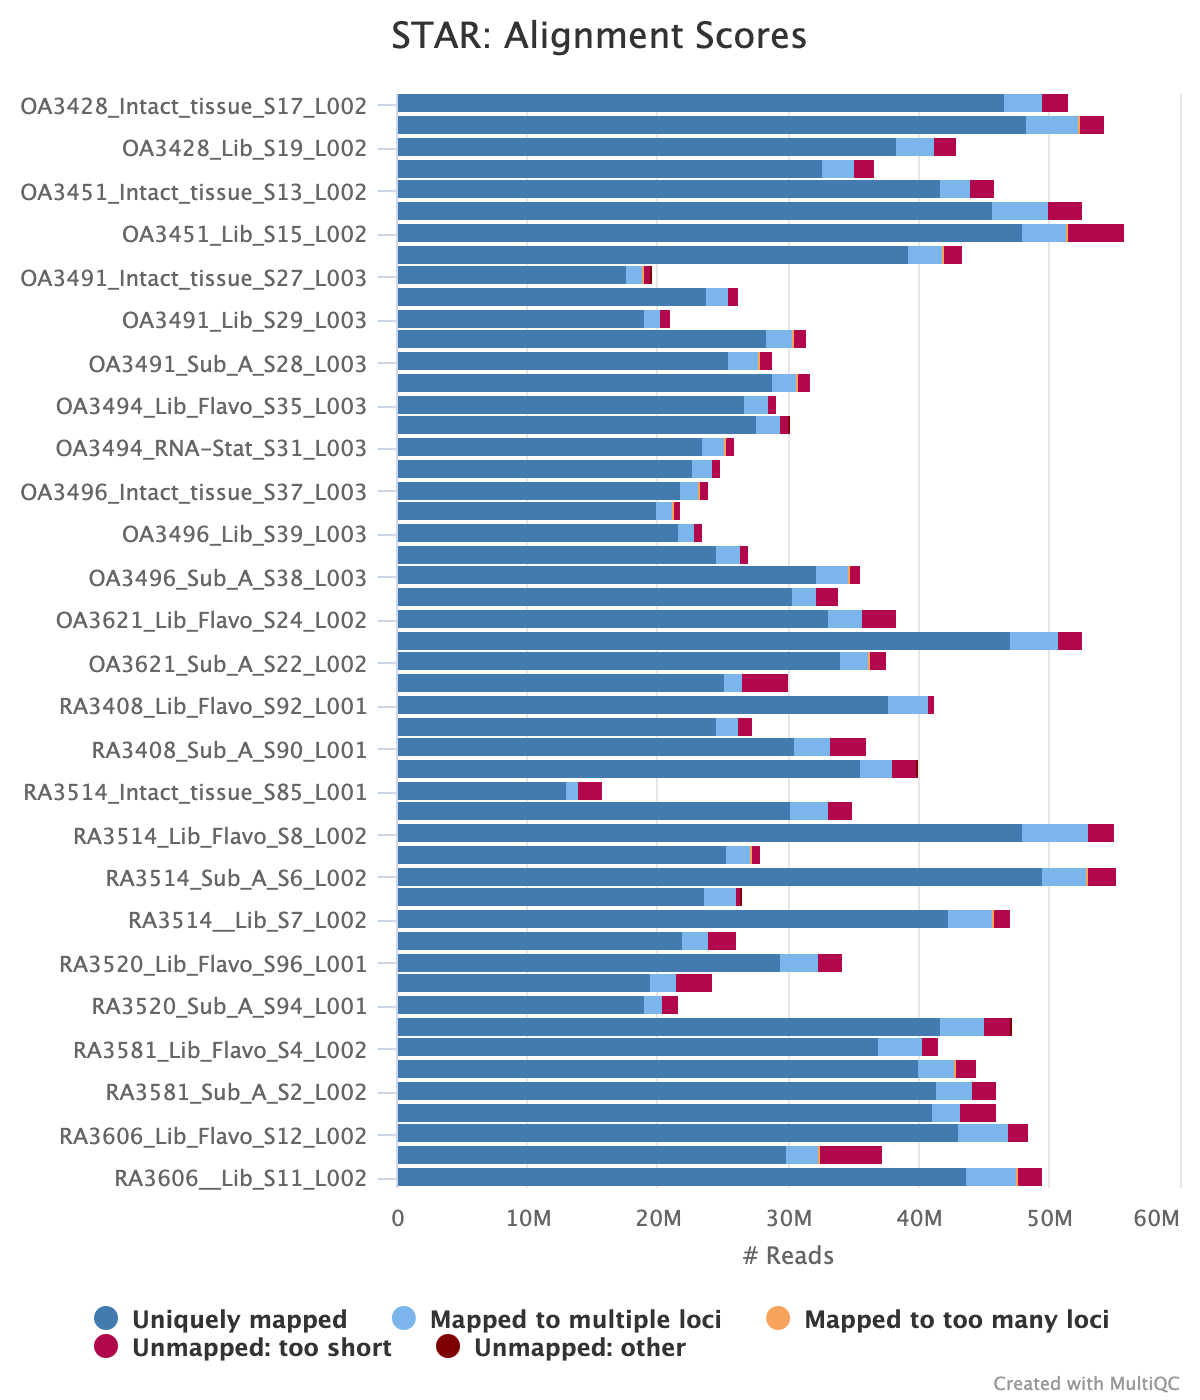 STAR: Alignment Scores
OA3428_Intact_tissue_S17_L002
OA3428_Lib_S19_L002
OA3451_Intact_tissue_S13_L002
OA3451_Lib_S15_L002
OA3491_Intact_tissue_S27_L003
OA3491_Lib_S29_L003
OA3491_Sub_A_S28_L003
OA3494_Lib_Flavo_S35_L003
OA3494_RNA-Stat_S31_L003
OA3496_Intact_tissue_S37_L003
OA3496_Lib_S39_L003
OA3496_Sub_A_S38_L003
OA3621_Lib_Flavo_S24_L002
OA3621_Sub_A_S22_L002
RA3408_Lib_Flavo_S92_L001
RA3408_Sub_A_S90_L001
RA3514_Intact_tissue_S85_L001
RA3514_Lib_Flavo_S8_L002
RA3514_Sub_A_S6_L002
RA3514__Lib_S7_L002
RA3520_Lib_Flavo_S96_L001
RA3520_Sub_A_S94_L001
RA3581_Lib_Flavo_S4_L002
RA3581_Sub_A_S2_L002
RA3606_Lib_Flavo_S12_L002
RA3606__Lib_S11_L002
0 10M 20M 30M 40M 50M 60M
# Reads
Uniquely mapped Mapped to multiple loci Mapped to too many loci
Unmapped: too short Unmapped: other
Created with MultiQC